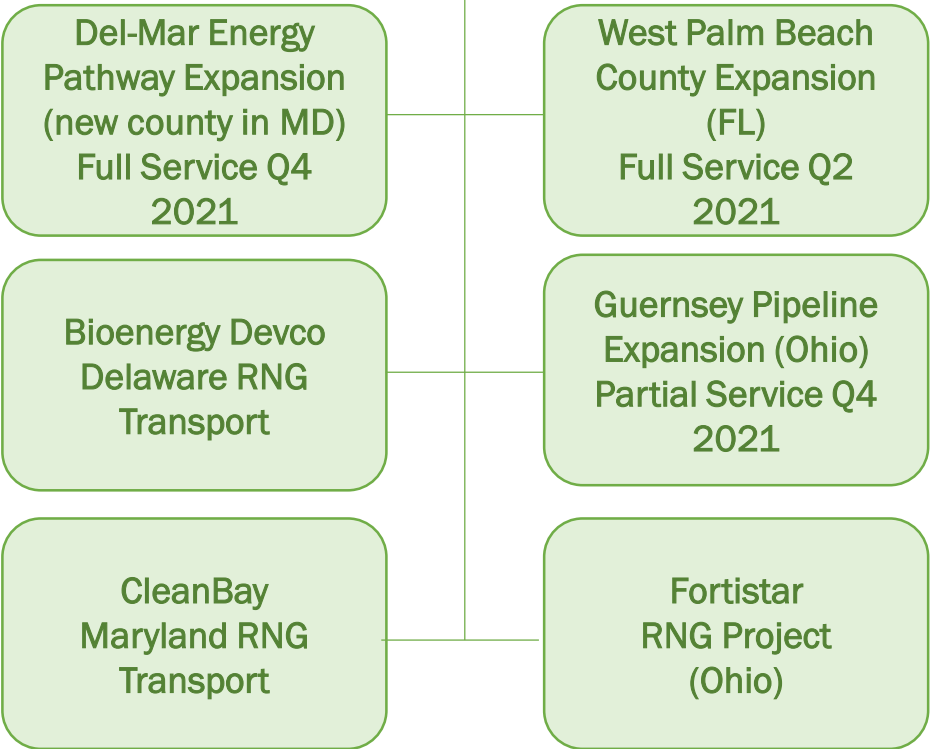 Del-Mar Energy
Pathway Expansion
(new county in MD)
Full Service Q4
2021
West Palm Beach
County Expansion
(FL)
Full Service Q2
2021
Bioenergy Devco
Delaware RNG
Transport
Guernsey Pipeline
Expansion (Ohio)
Partial Service Q4
2021
CleanBay
Maryland RNG
Transport
Fortistar
RNG Project
(Ohio)